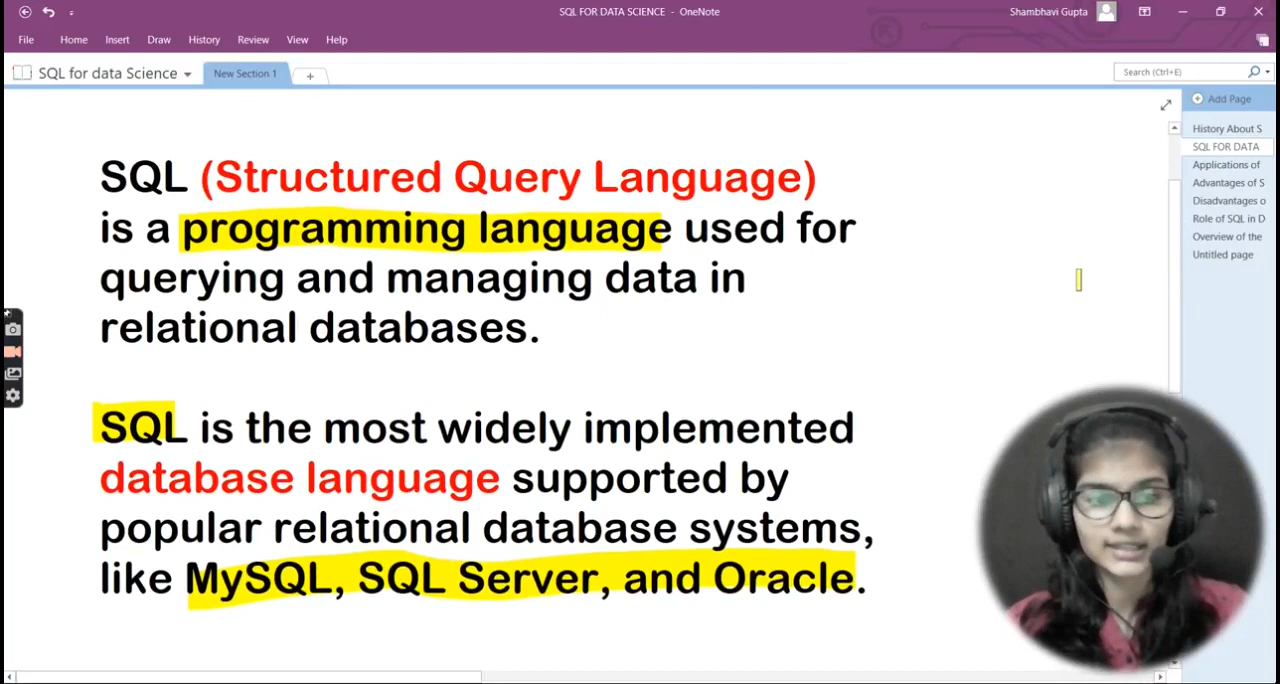 SQL FOR DATA SCIENCE - OneNote
Shambhavi Gupta
File Home Insert Draw History Review View Help
SQL for data Science
New Section 1
Search (Ctrl+E)
Add Page
History About S
SQL FOR DATA
Applications of
Advantages of S
Disadvantages o
Role of SQL in D
Overview of the
Untitled page
SQL (Structured Query Language)
is a programming language used for
querying and managing data in
relational databases.
SQL is the most widely implemented
database language supported by
popular relational database systems,
like MySQL, SQL Server, and Oracle.